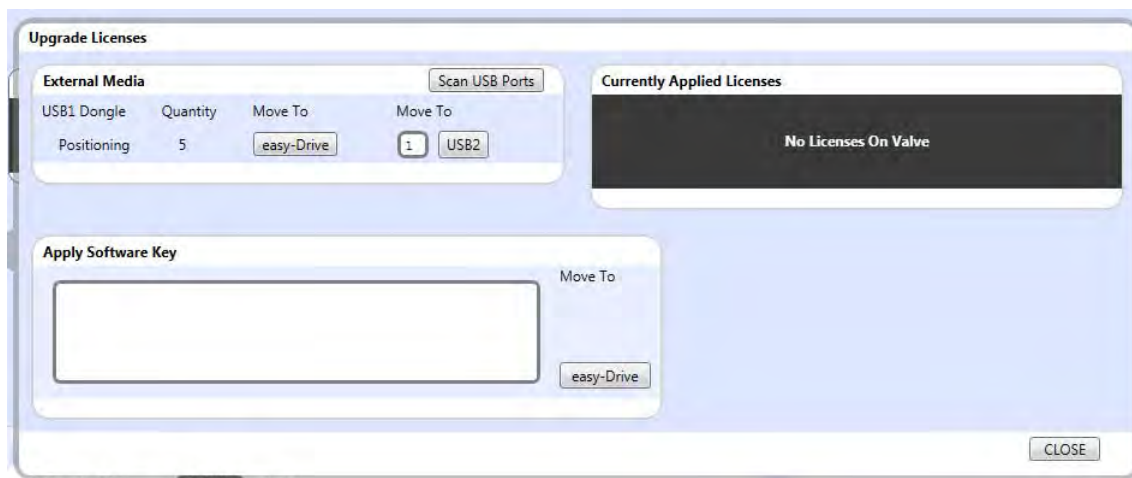 Upgrade Licenses
External Media
Scan USB Ports
USB1 Dongle Quantity Move To Move To
Positioning 5 easy-Drive 1 USB2
Currently Applied Licenses
No Licenses On Valve
Apply Software Key
Move To
easy-Drive
CLOSE